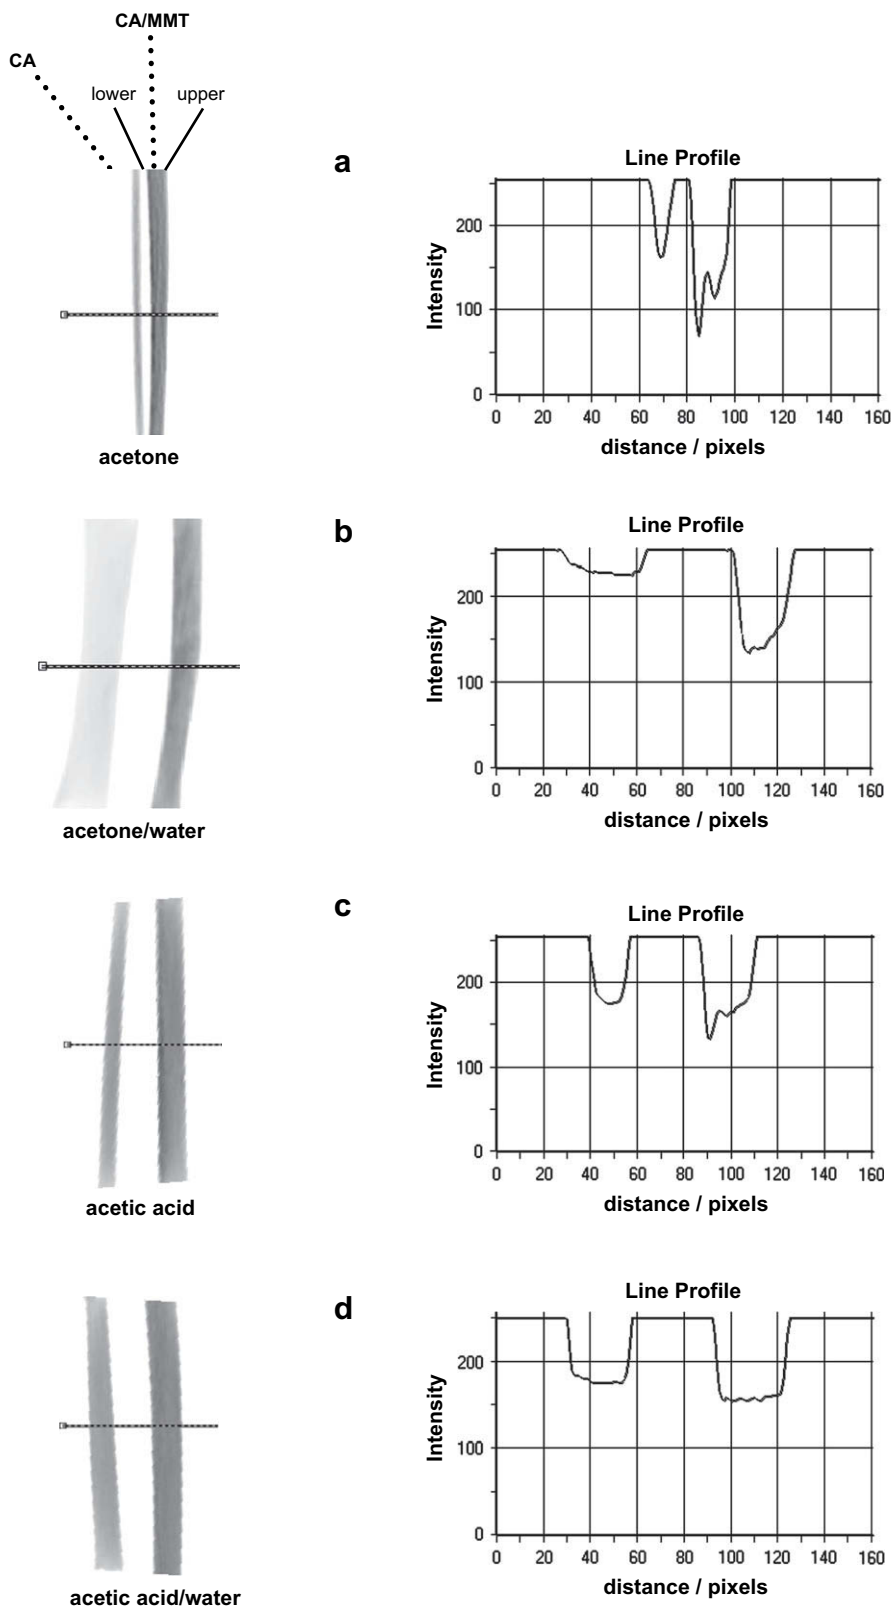 CA/MMT
CA
lower upper
a
Line Profile
Intensity
200
100
0
0 20 40 60 80 100 120 140 160
distance / pixels
acetone
b
Line Profile
Intensity
200
100
0
0 20 40 60 80 100 120 140 160
distance / pixels
acetone/water
c
Line Profile
Intensity
200
100
0
0 20 40 60 80 100 120 140 160
distance / pixels
acetic acid
d
Line Profile
Intensity
200
100
0
0 20 40 60 80 100 120 140 160
distance / pixels
acetic acid/water